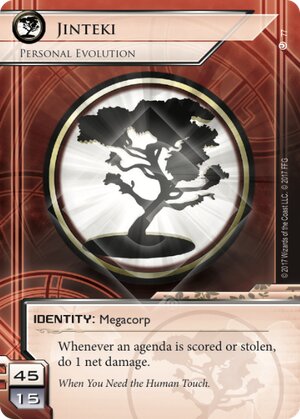 JINTEKI
PERSONAL EVOLUTION
77
© 2017 Wizards of the Coast LLC. © 2017 FFG
IDENTITY: Megacorp
Whenever an agenda is scored or stolen,
do 1 net damage.
When You Need the Human Touch.
45
15